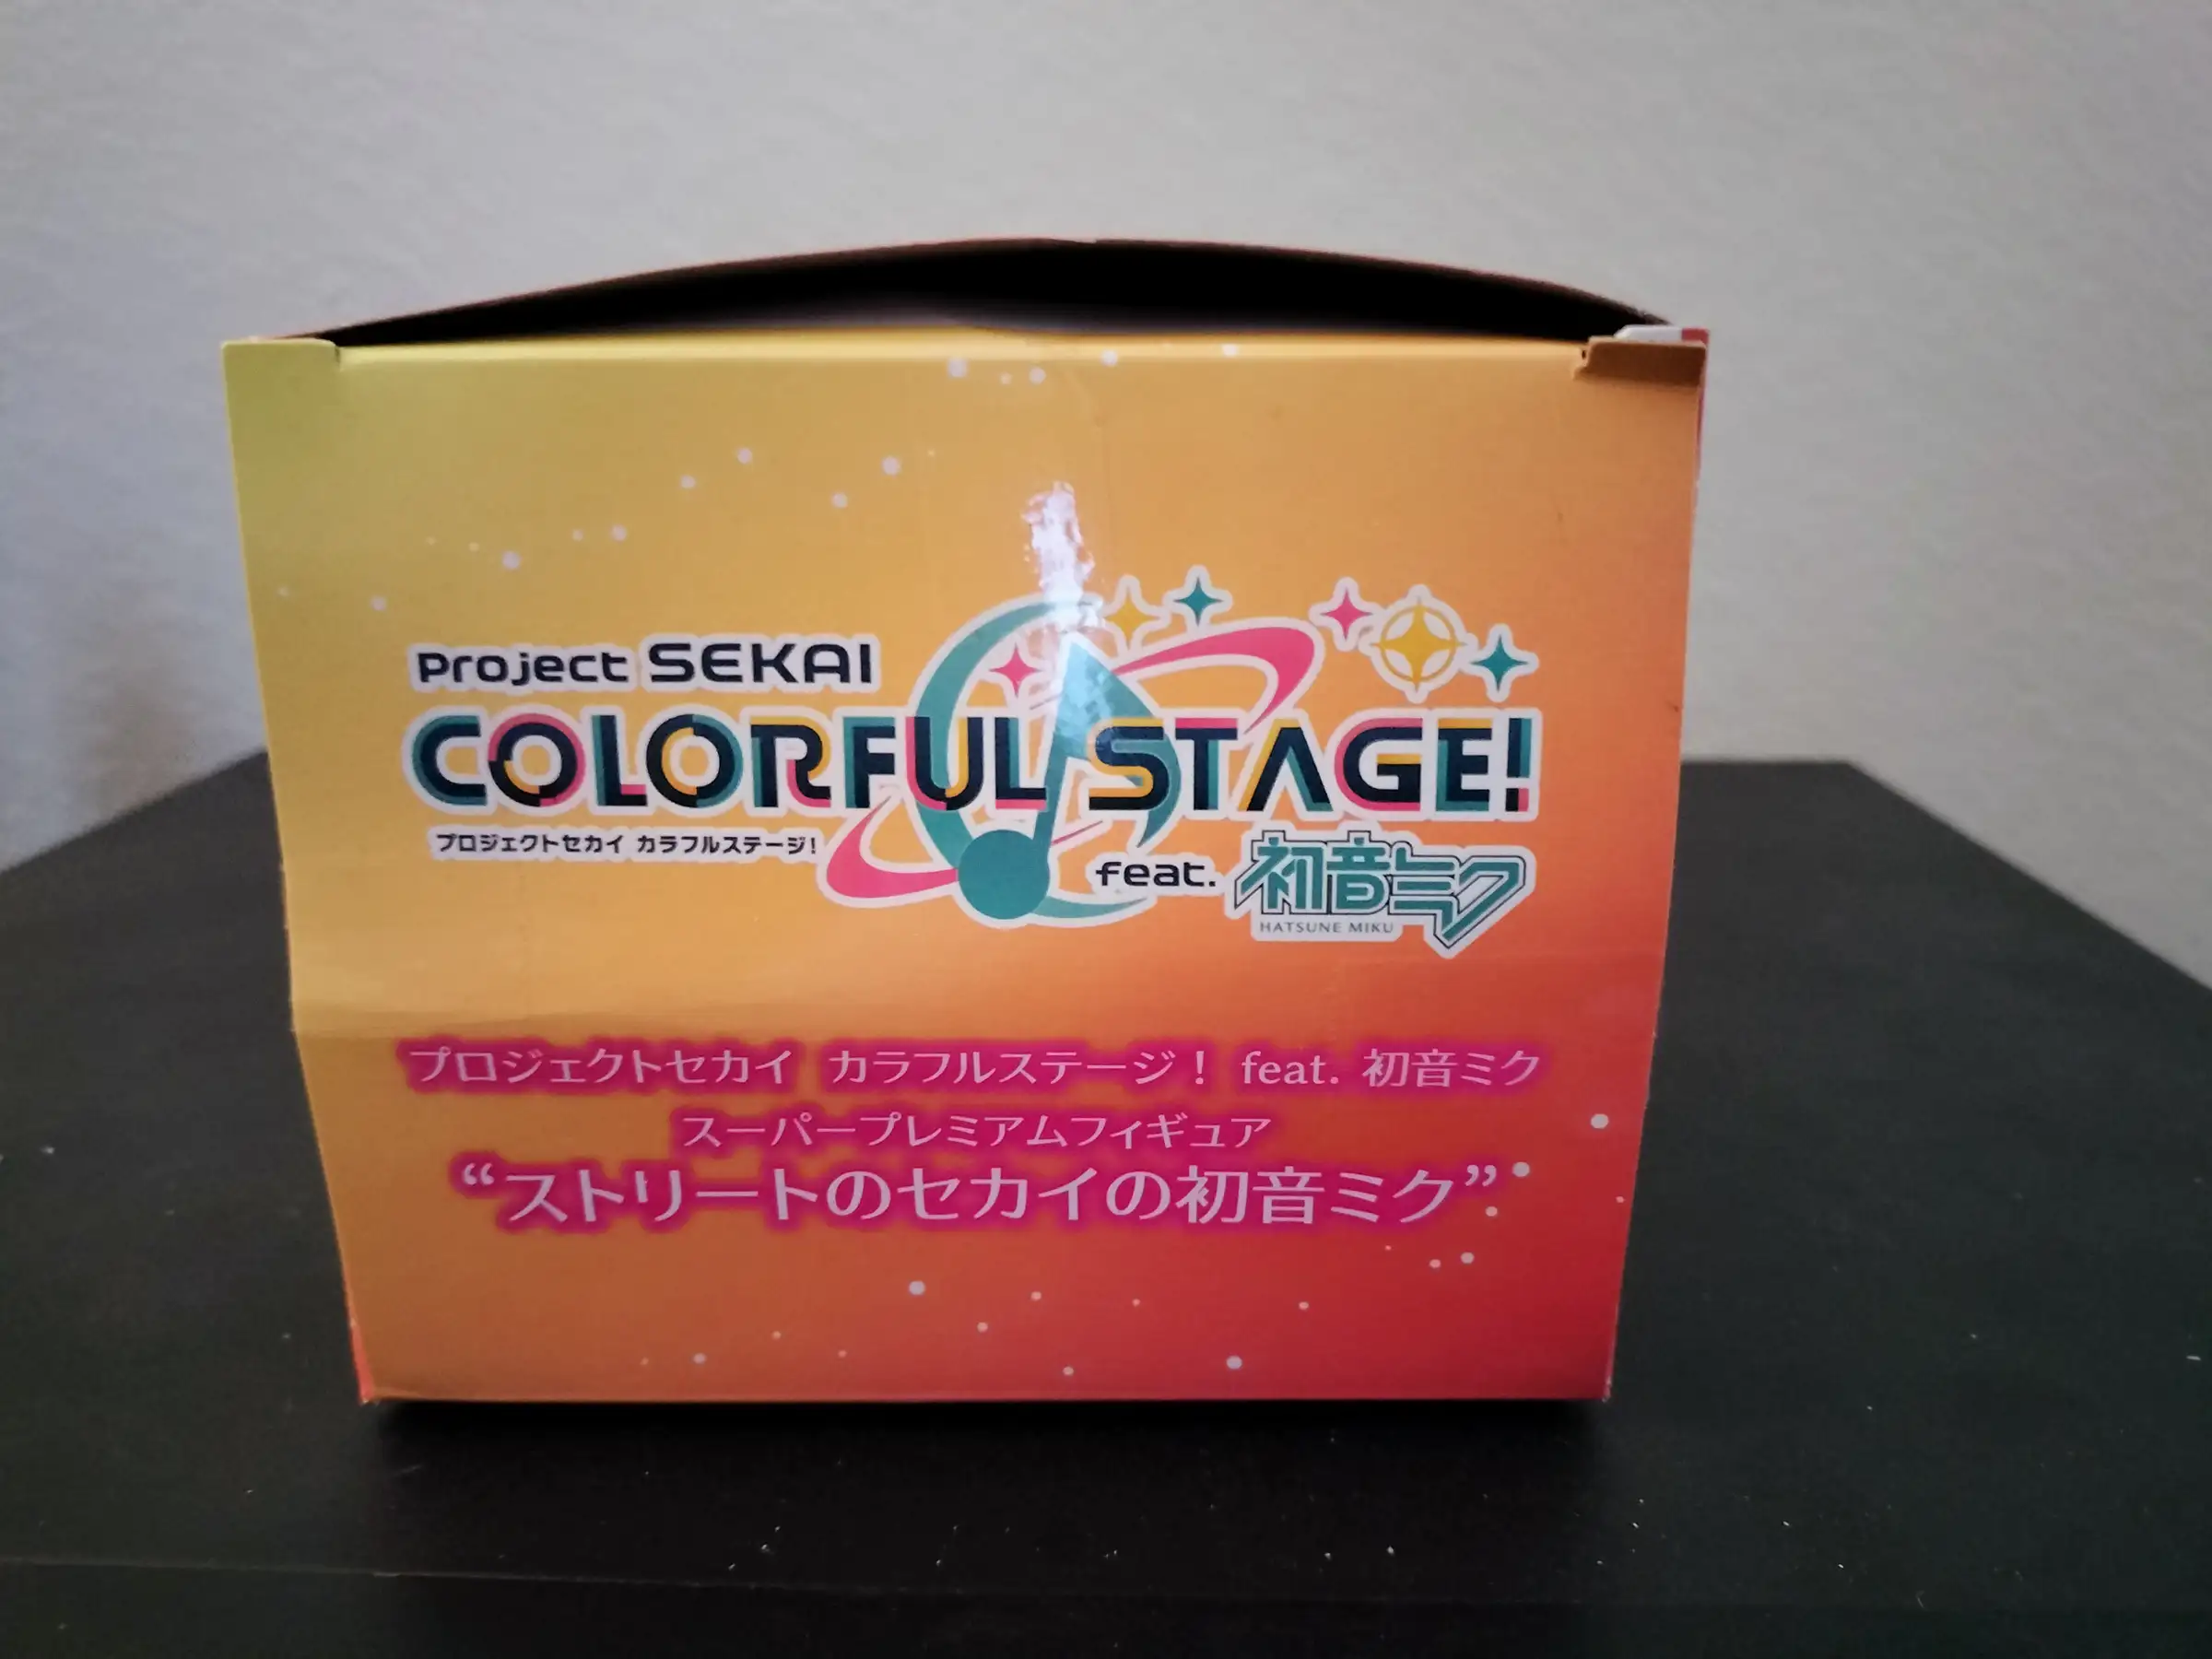 Project SEKAI
COLORFUL STAGE!
プロジェクトセカイ カラフルステージ!
feat. 初音ミク
HATSUNE MIKU
プロジェクトセカイ カラフルステージ! feat. 初音ミク
スーパープレミアムフィギュア
“ストリートのセカイの初音ミク”